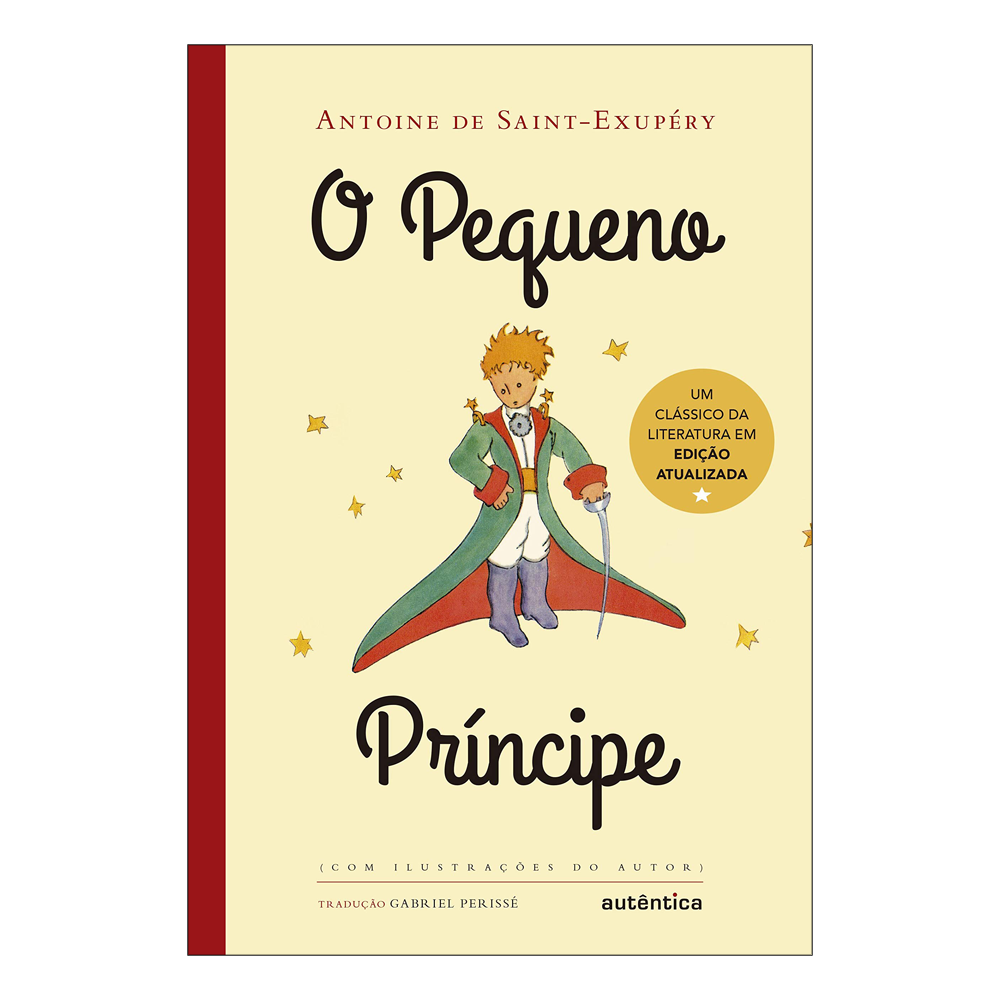 Antoine de Saint-Exupéry
O Pequeno
UM
CLÁSSICO DA
LITERATURA EM
EDIÇÃO
ATUALIZADA
Príncipe
(COM ILUSTRAÇÕES DO AUTOR)
TRADUÇÃO GABRIEL PERISSÉ
autêntica